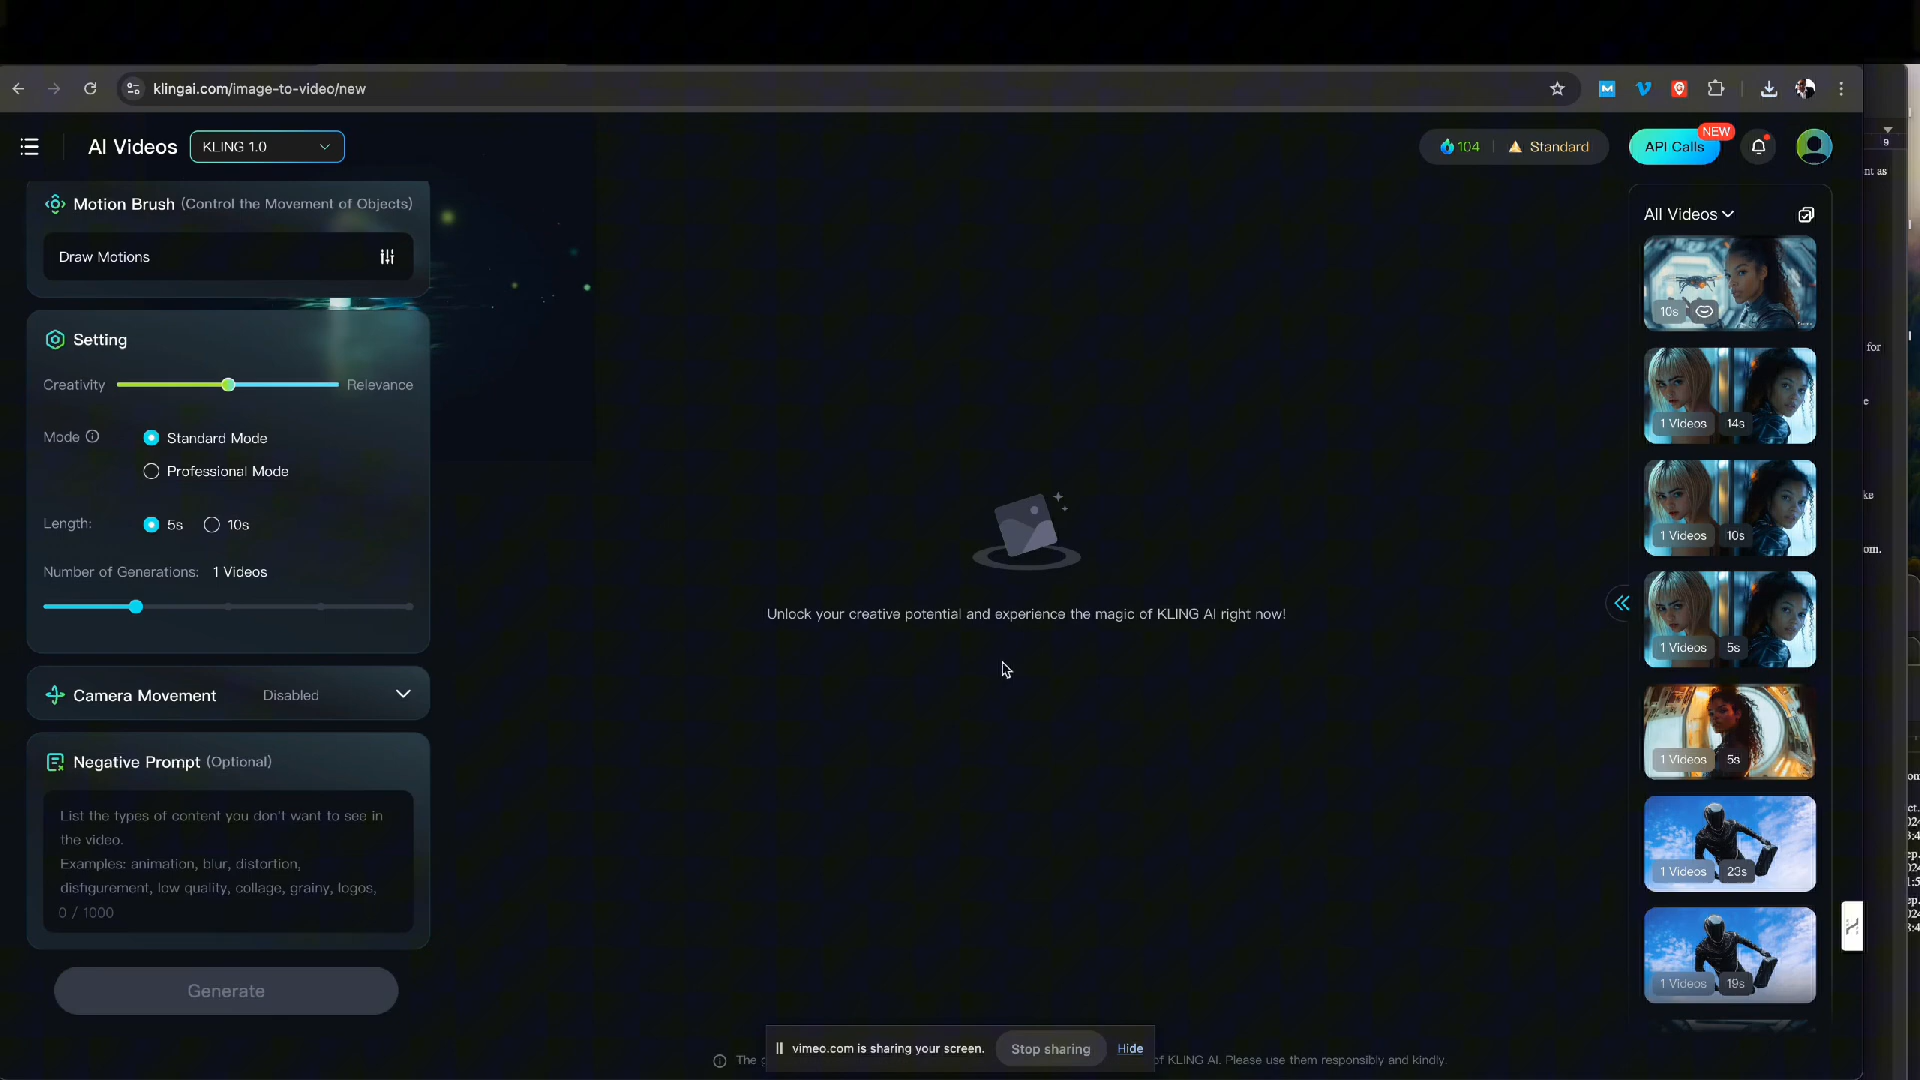 klingai.com/image-to-video/new
AI Videos
KLING 1.0
104
Standard
API Calls
NEW
9
nt as
Motion Brush (Control the Movement of Objects)
Draw Motions
Setting
Creativity
Relevance
Mode
Standard Mode
Professional Mode
Length:
5s
10s
Number of Generations: 1 Videos
Camera Movement
Disabled
Negative Prompt (Optional)
List the types of content you don't want to see in
the video.
Examples: animation, blur, distortion,
disfigurement, low quality, collage, grainy, logos,
0 / 1000
Generate
Unlock your creative potential and experience the magic of KLING AI right now!
All Videos
10s
1 Videos 14s
1 Videos 10s
1 Videos 5s
1 Videos 5s
1 Videos 23s
1 Videos 19s
for
om.
vimeo.com is sharing your screen.
Stop sharing
Hide
The
of KLING AI. Please use them responsibly and kindly.